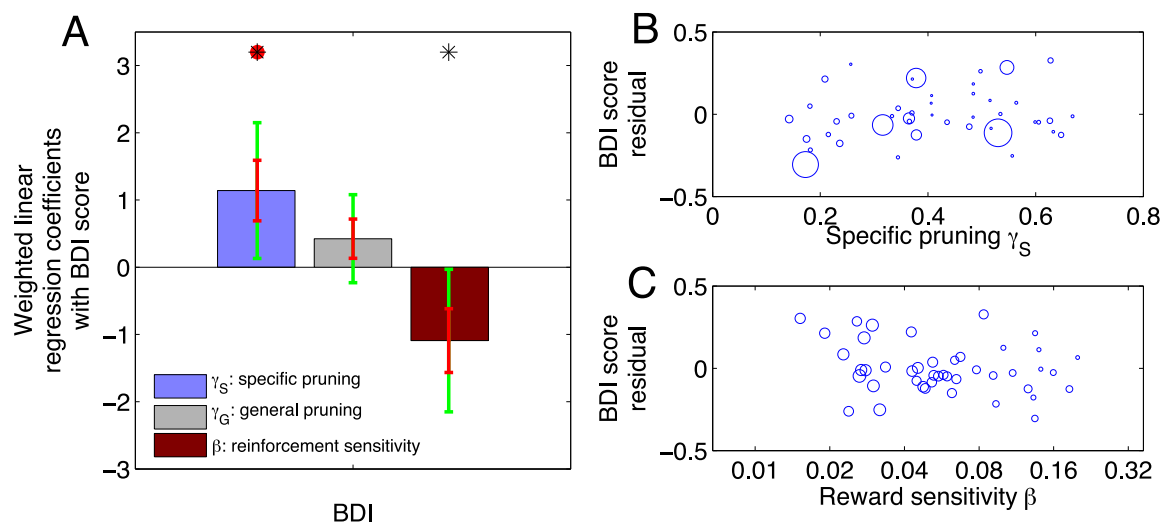 A
Weighted linear
regression coefficients
with BDI score
3
2
1
0
−1
−2
−3
γS: specific pruning
γG: general pruning
β: reinforcement sensitivity
BDI
B
BDI score
residual
0.5
0
−0.5
0 0.2 0.4 0.6 0.8
Specific pruning γS
C
BDI score
residual
0.5
0
−0.5
0.01 0.02 0.04 0.08 0.16 0.32
Reward sensitivity β